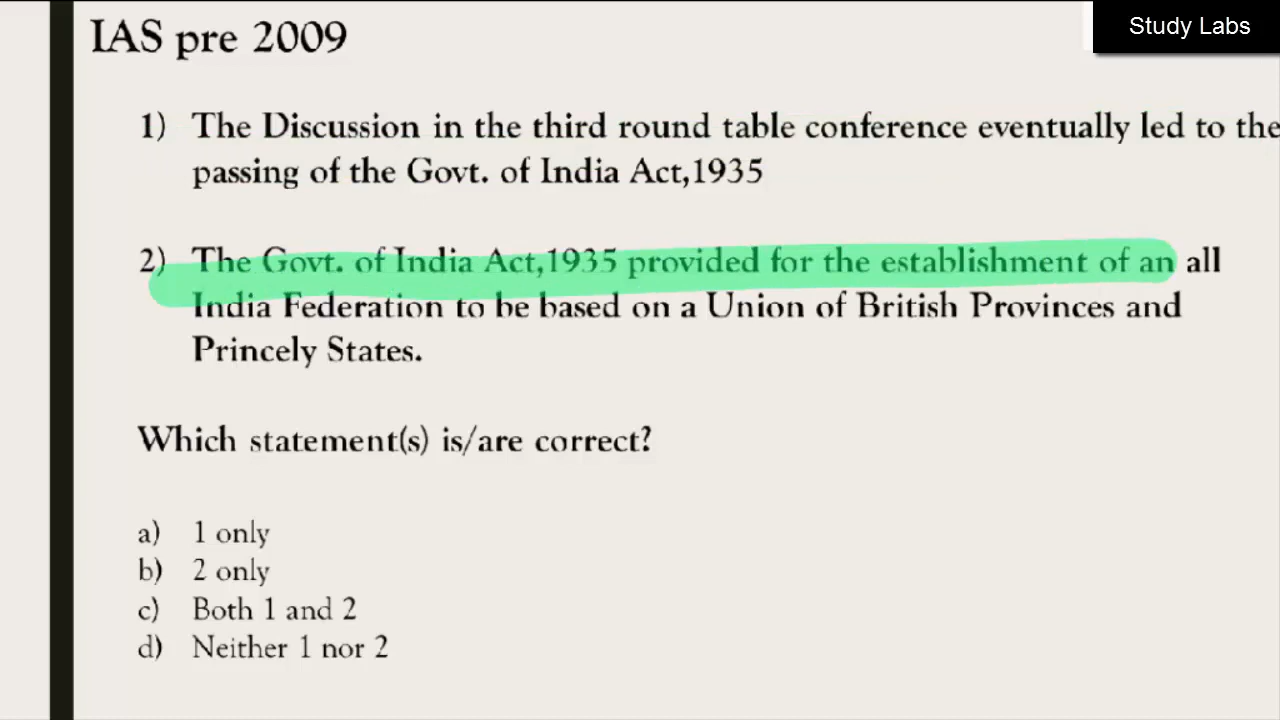 IAS pre 2009
Study Labs
1) The Discussion in the third round table conference eventually led to the
passing of the Govt. of India Act,1935
2) The Govt. of India Act,1935 provided for the establishment of an all
India Federation to be based on a Union of British Provinces and
Princely States.
Which statement(s) is/are correct?
a) 1 only
b) 2 only
c) Both 1 and 2
d) Neither 1 nor 2